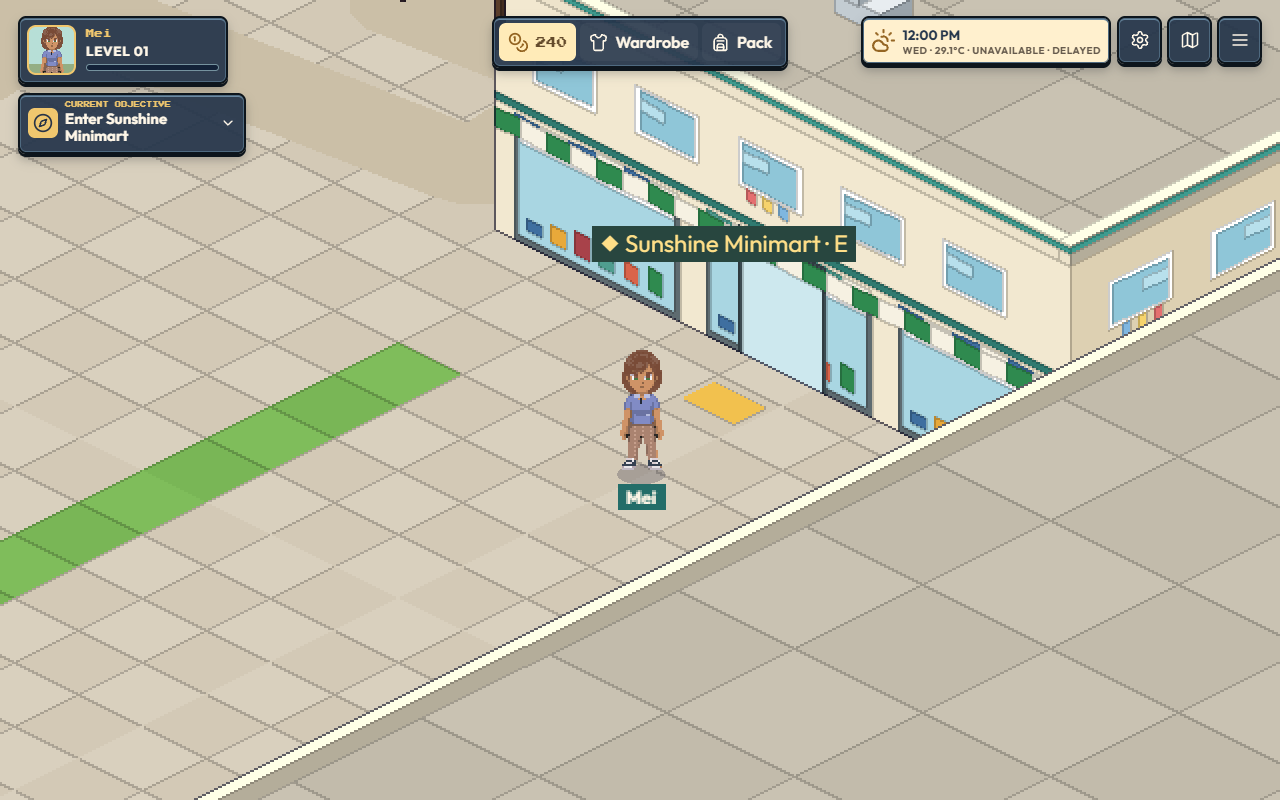 Mei
LEVEL 01
CURRENT OBJECTIVE
Enter Sunshine
Minimart
240
Wardrobe
Pack
12:00 PM
WED · 29.1°C · UNAVAILABLE · DELAYED
◆ Sunshine Minimart · E
Mei